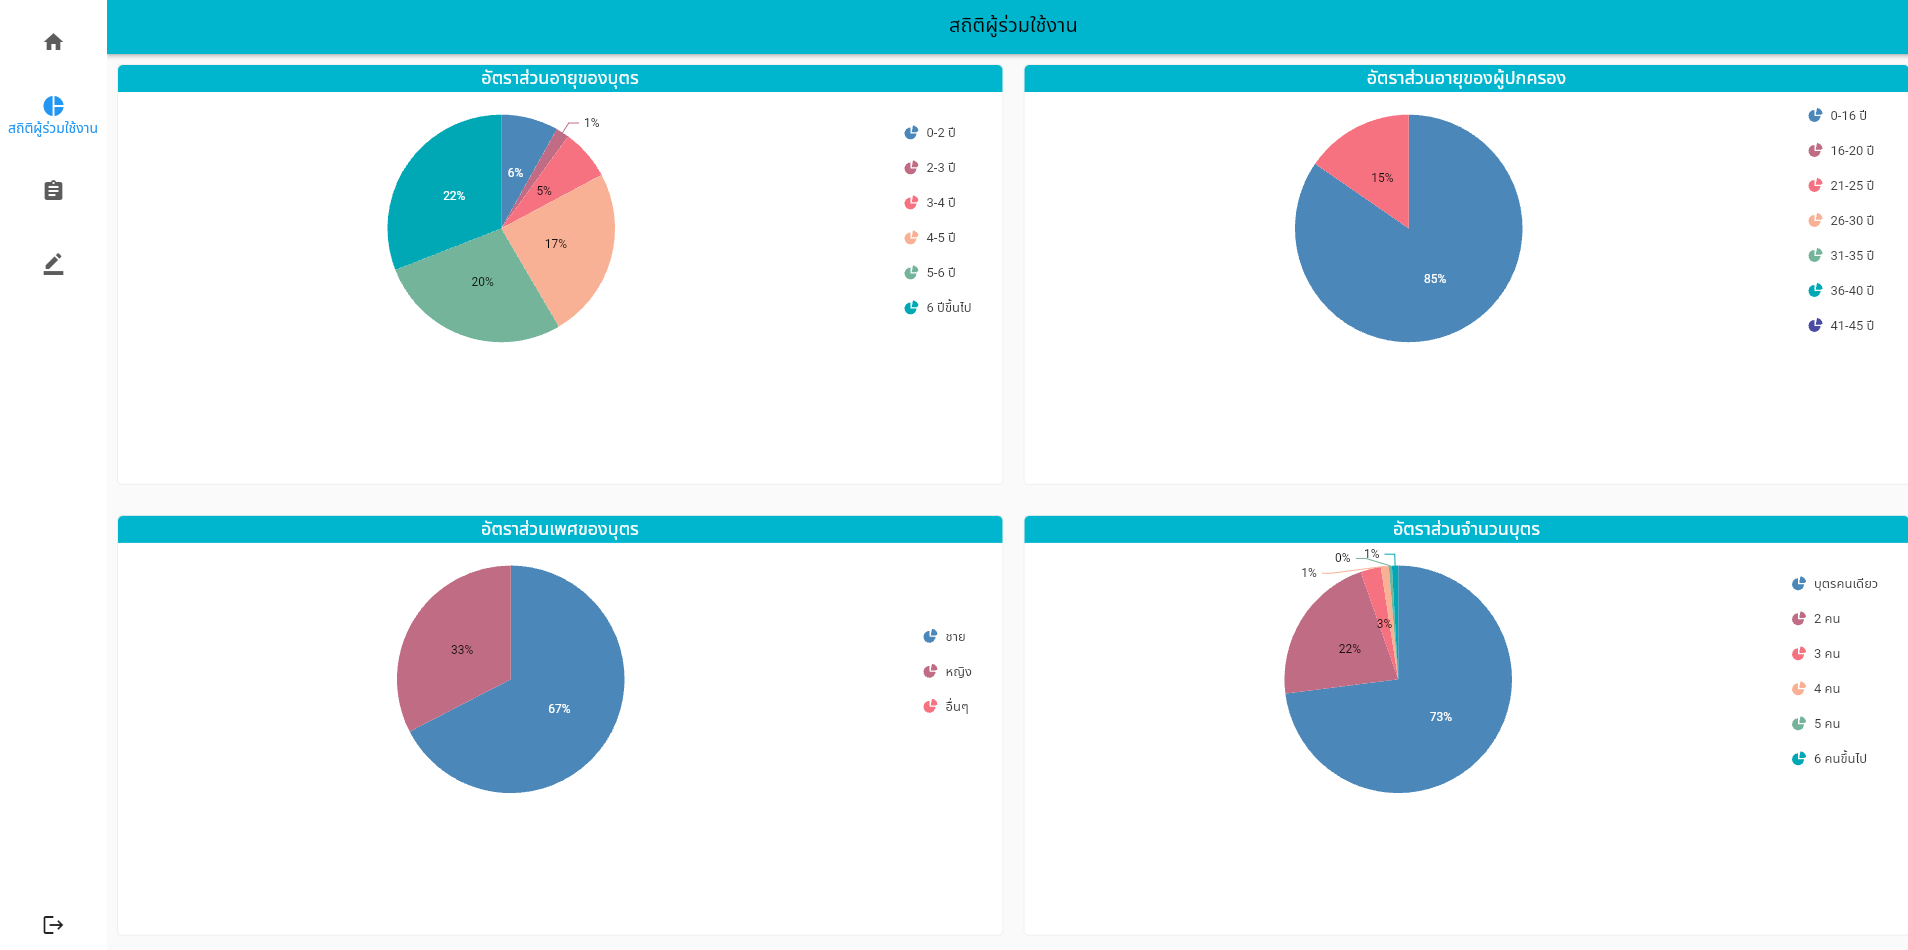 สถิติผู้ร่วมใช้งาน
สถิติผู้ร่วมใช้งาน
อัตราส่วนอายุของบุตร
1%
6%
5%
22%
17%
20%
0-2 ปี
2-3 ปี
3-4 ปี
4-5 ปี
5-6 ปี
6 ปีขึ้นไป
อัตราส่วนอายุของผู้ปกครอง
15%
85%
0-16 ปี
16-20 ปี
21-25 ปี
26-30 ปี
31-35 ปี
36-40 ปี
41-45 ปี
อัตราส่วนเพศของบุตร
33%
67%
ชาย
หญิง
อื่นๆ
อัตราส่วนจำนวนบุตร
1%
0%
1%
3%
22%
73%
บุตรคนเดียว
2 คน
3 คน
4 คน
5 คน
6 คนขึ้นไป